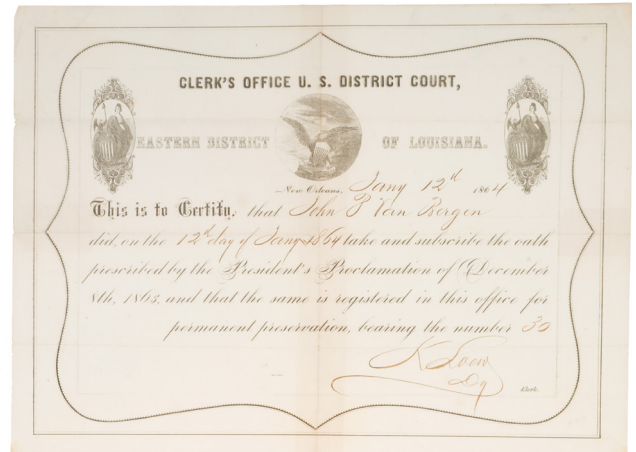 CLERK'S OFFICE U. S. DISTRICT COURT,
EASTERN DISTRICT OF LOUISIANA.
New Orleans, Jany 12d 1864
This is to Certify, that John P Van Bergen
did, on the 12th day of Jany 1864 take and subscribe the oath
prescribed by the President's Proclamation of December
8th, 1863, and that the same is registered in this office for
permanent preservation, bearing the number 30
Dy Clerk.